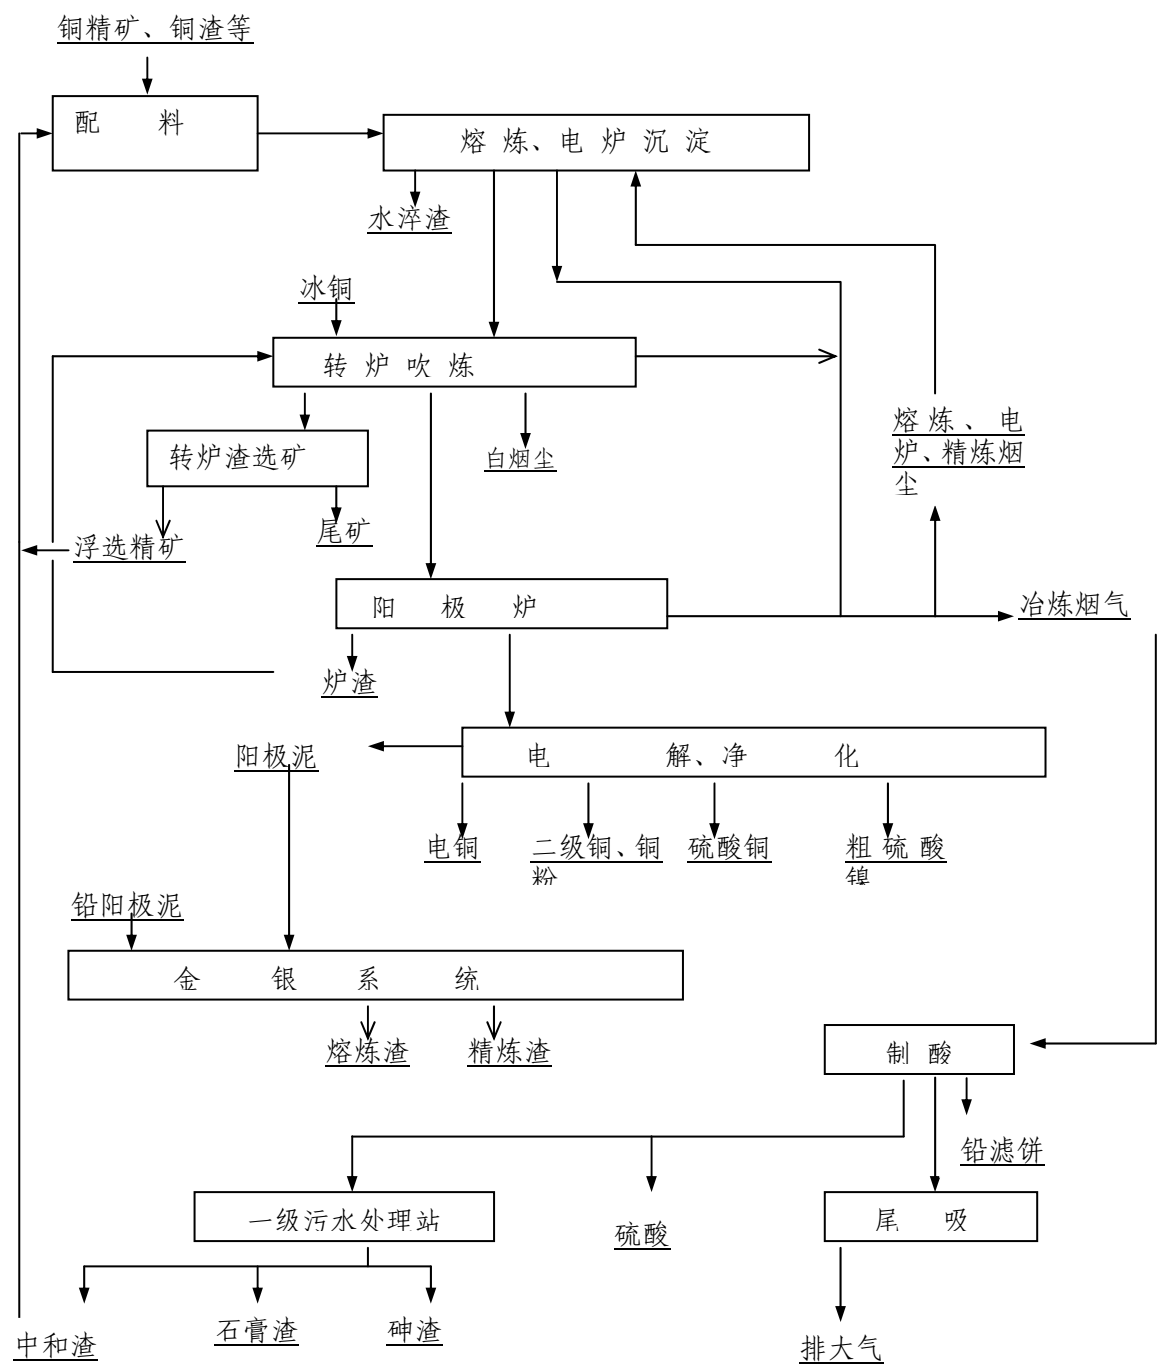 铜精矿、铜渣等
配 料
熔 炼、电 炉 沉 淀
水淬渣
冰铜
转 炉 吹 炼
熔 炼、电
炉、精炼烟
尘
转炉渣选矿
白烟尘
尾矿
浮选精矿
阳 极 炉
冶炼烟气
炉渣
阳极泥
电 解、净 化
电铜
二级铜、铜
粉
硫酸铜
粗 硫 酸
镍
铅阳极泥
金 银 系 统
熔炼渣
精炼渣
制 酸
铅滤饼
一级污水处理站
硫酸
尾 吸
中和渣
石膏渣
砷渣
排大气